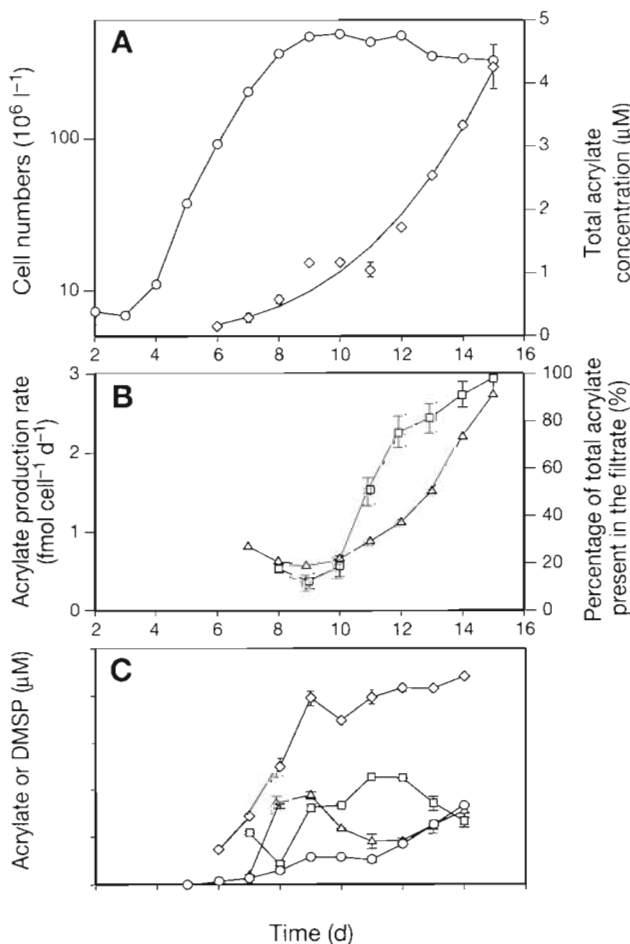 A
Cell numbers (10⁶ l⁻¹)
100
10
5
4
3
2
1
0
Total acrylate
concentration (μM)
2 4 6 8 10 12 14 16
B
Acrylate production rate
(fmol cell⁻¹ d⁻¹)
3
2
1
0
100
80
60
40
20
0
Percentage of total acrylate
present in the filtrate (%)
2 4 6 8 10 12 14 16
C
Acrylate or DMSP (μM)
Time (d)